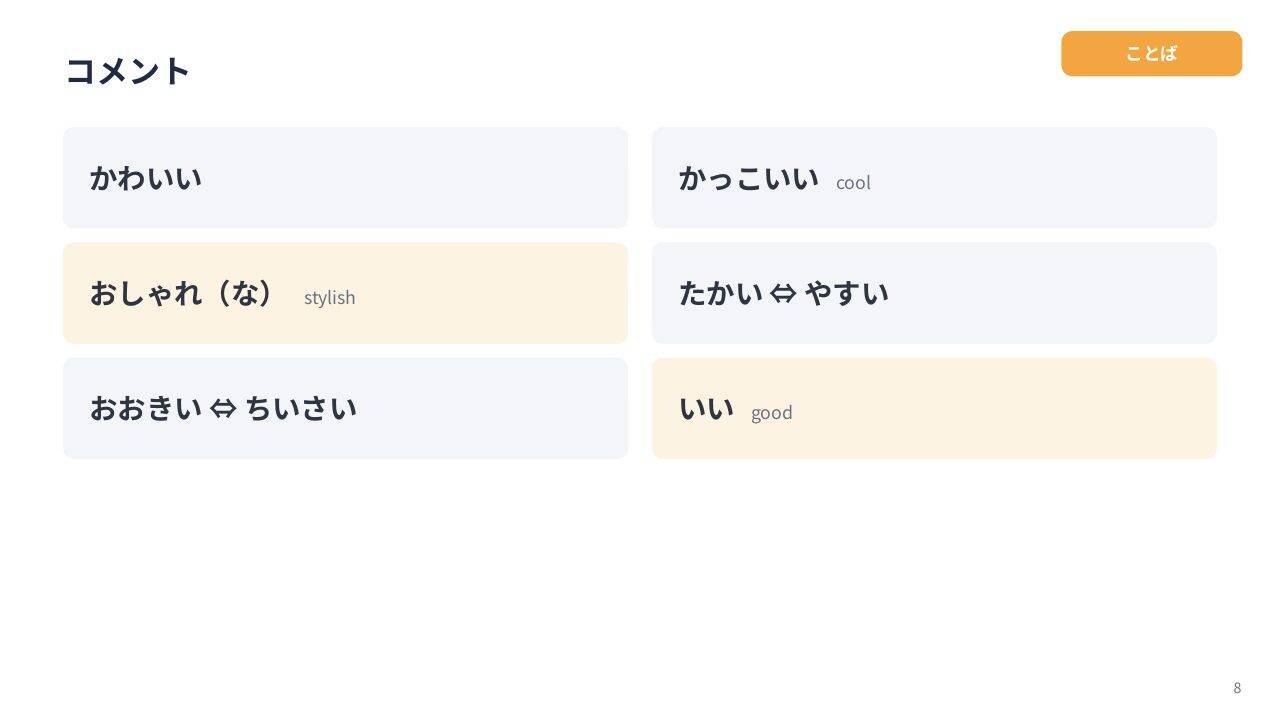 コメント
ことば
かわいい
かっこいい cool
おしゃれ（な） stylish
たかい ⇔ やすい
おおきい ⇔ ちいさい
いい good
8